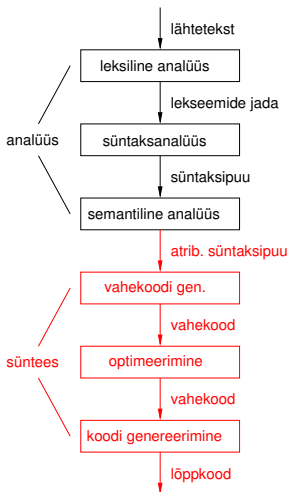 lähtetekst
leksiline analüüs
lekseemide jada
analüüs
süntaksanalüüs
süntaksipuu
semantiline analüüs
atrib. süntaksipuu
vahekoodi gen.
vahekood
süntees
optimeerimine
vahekood
koodi genereerimine
lõppkood